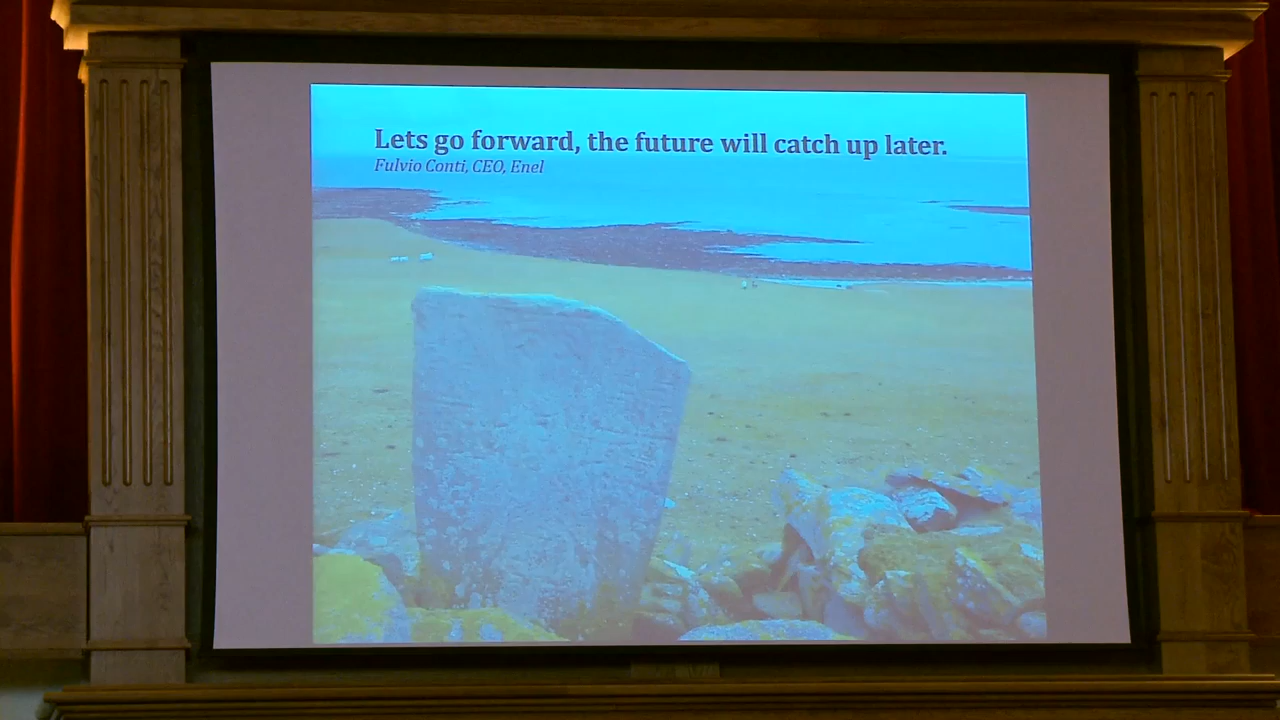 Lets go forward, the future will catch up later.
Fulvio Conti, CEO, Enel